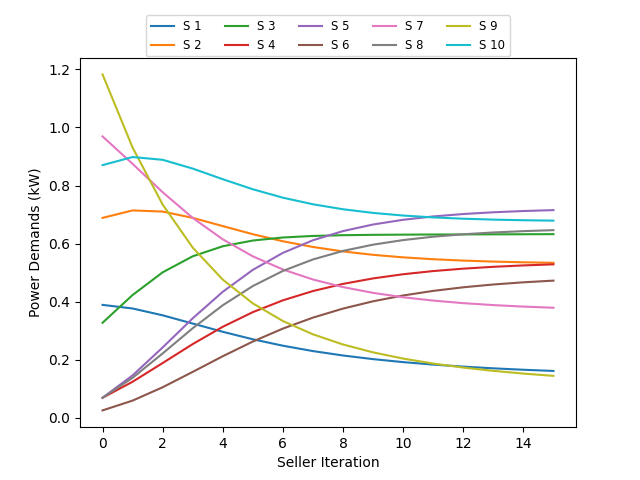 S 1 S 3 S 5 S 7 S 9
S 2 S 4 S 6 S 8 S 10
1.2
1.0
0.8
0.6
0.4
0.2
0.0
Power Demands (kW)
0 2 4 6 8 10 12 14
Seller Iteration